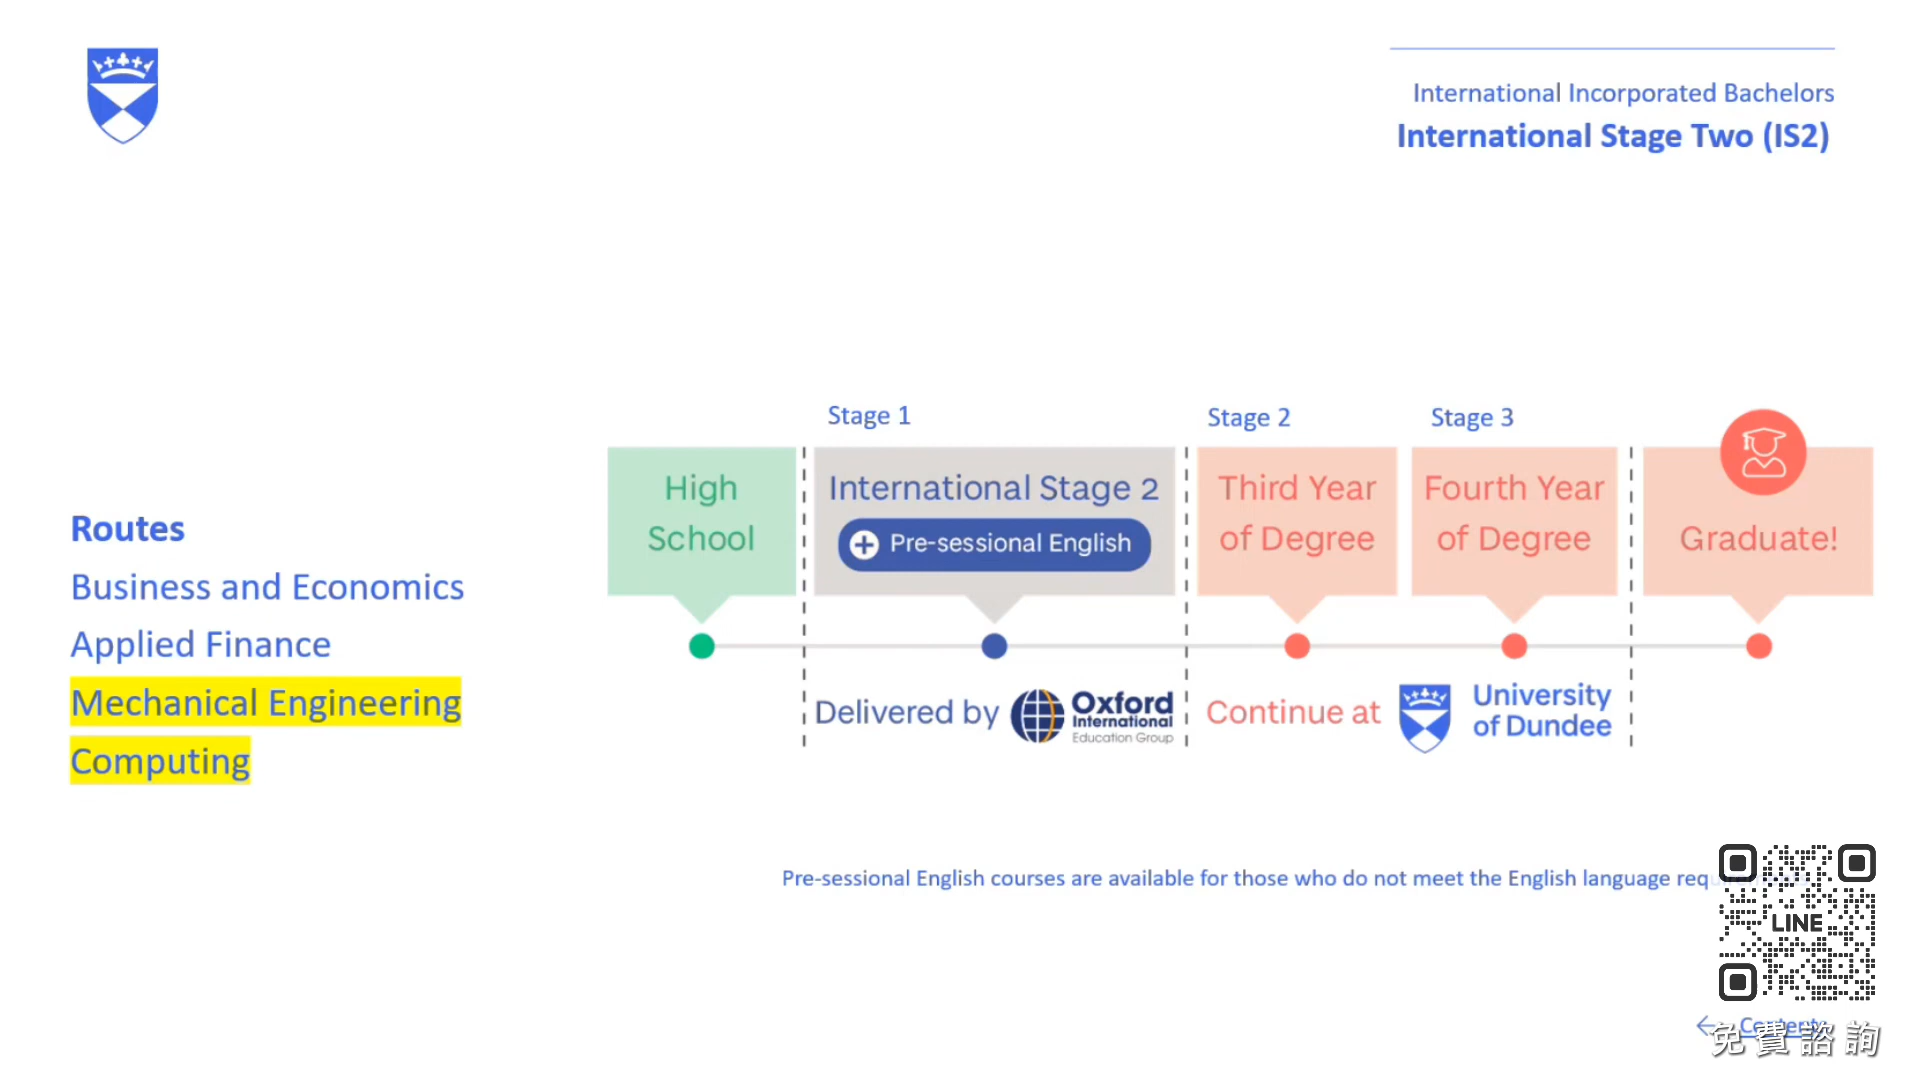 International Incorporated Bachelors
International Stage Two (IS2)
Routes
Business and Economics
Applied Finance
Mechanical Engineering
Computing
Stage 1
Stage 2
Stage 3
High
School
International Stage 2
Pre-sessional English
Third Year
of Degree
Fourth Year
of Degree
Graduate!
Delivered by
Oxford
International
Education Group
Continue at
University
of Dundee
Pre-sessional English courses are available for those who do not meet the English language
LINE
Contents
免費諮詢